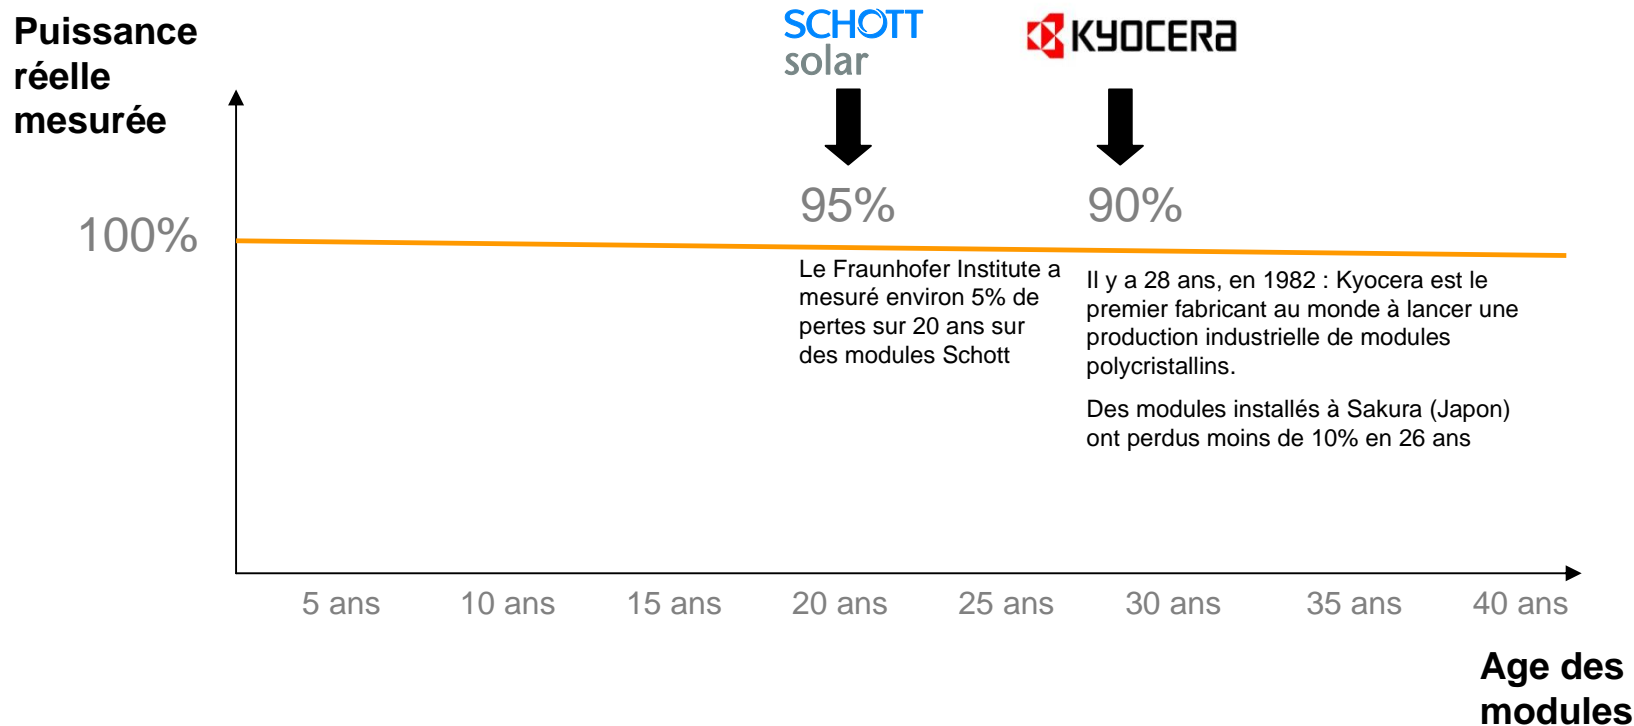 Puissance
réelle
mesurée
SCHOTT
solar
KYOCERA
100%
95%
90%
Le Fraunhofer Institute a
mesuré environ 5% de
pertes sur 20 ans sur
des modules Schott
Il y a 28 ans, en 1982 : Kyocera est le
premier fabricant au monde à lancer une
production industrielle de modules
polycristallins.
Des modules installés à Sakura (Japon)
ont perdus moins de 10% en 26 ans
5 ans
10 ans
15 ans
20 ans
25 ans
30 ans
35 ans
40 ans
Age des
modules